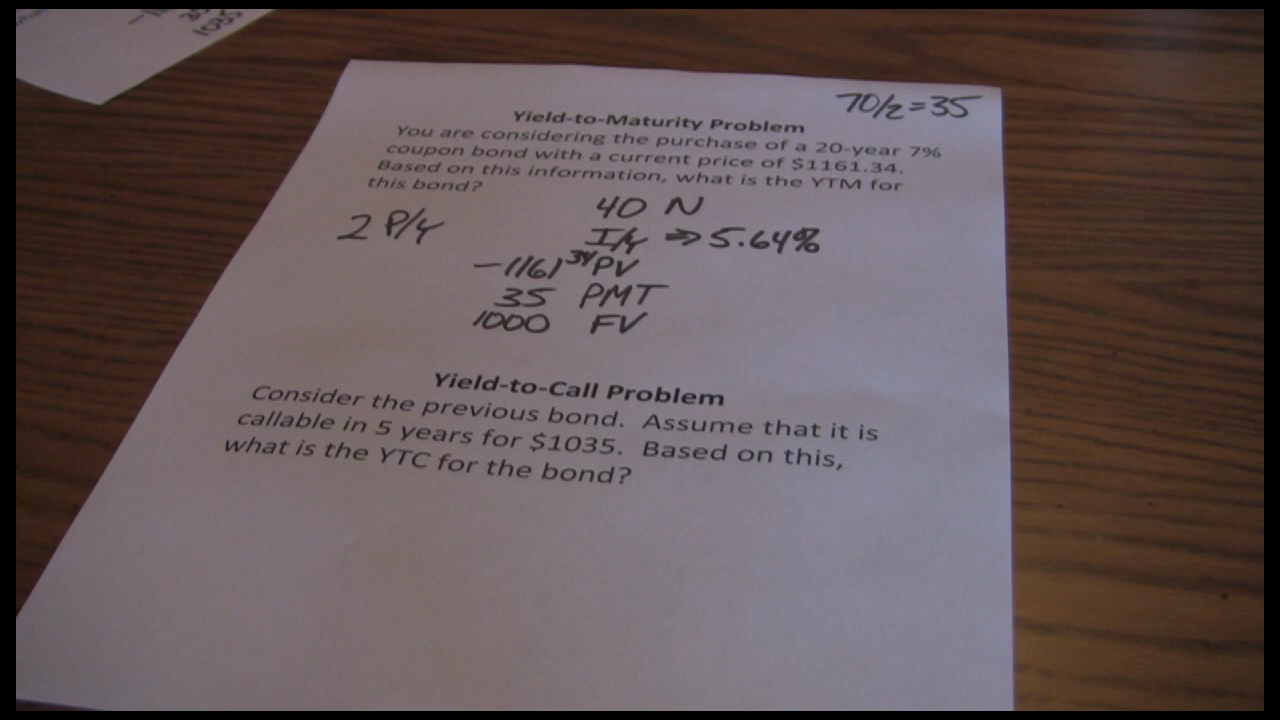 35
1035
70/2=35
Yield-to-Maturity Problem
You are considering the purchase of a 20-year 7%
coupon bond with a current price of $1161.34.
Based on this information, what is the YTM for
this bond?
40 N
2 P/Y
I/Y ⇒ 5.64%
-1161³⁴ PV
35 PMT
1000 FV
Yield-to-Call Problem
Consider the previous bond. Assume that it is
callable in 5 years for $1035. Based on this,
what is the YTC for the bond?